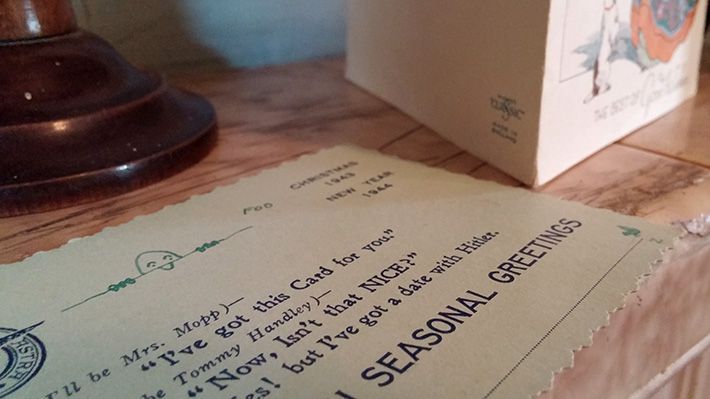 THE BEST OF
MADE IN
ENGLAND
CHRISTMAS
1943
NEW YEAR
1944
FOO
ASTRA
I'll be Mrs. Mopp)—
"I've got this Card for you"
the Tommy Handley)—
"Now, Isn't that NICE?"
es! but I've got a date with Hitler.
SEASONAL GREETINGS